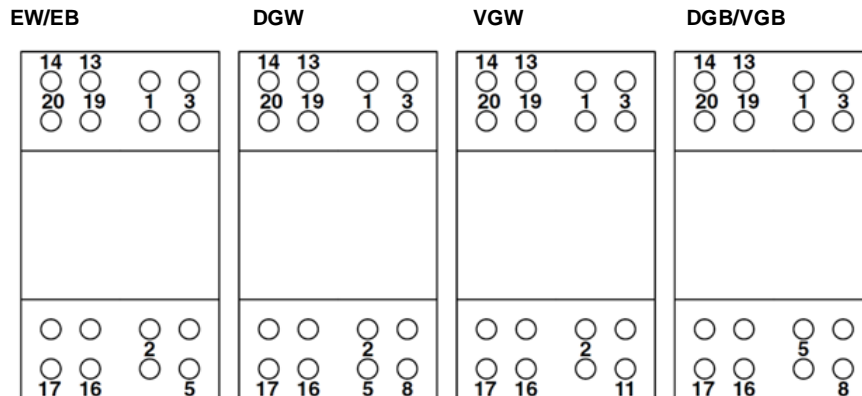 EW/EB DGW VGW DGB/VGB
14 13 14 13 14 13 14 13
20 19 1 3 20 19 1 3 20 19 1 3 20 19 1 3
2 2 2 5
17 16 5 17 16 5 8 17 16 11 17 16 8